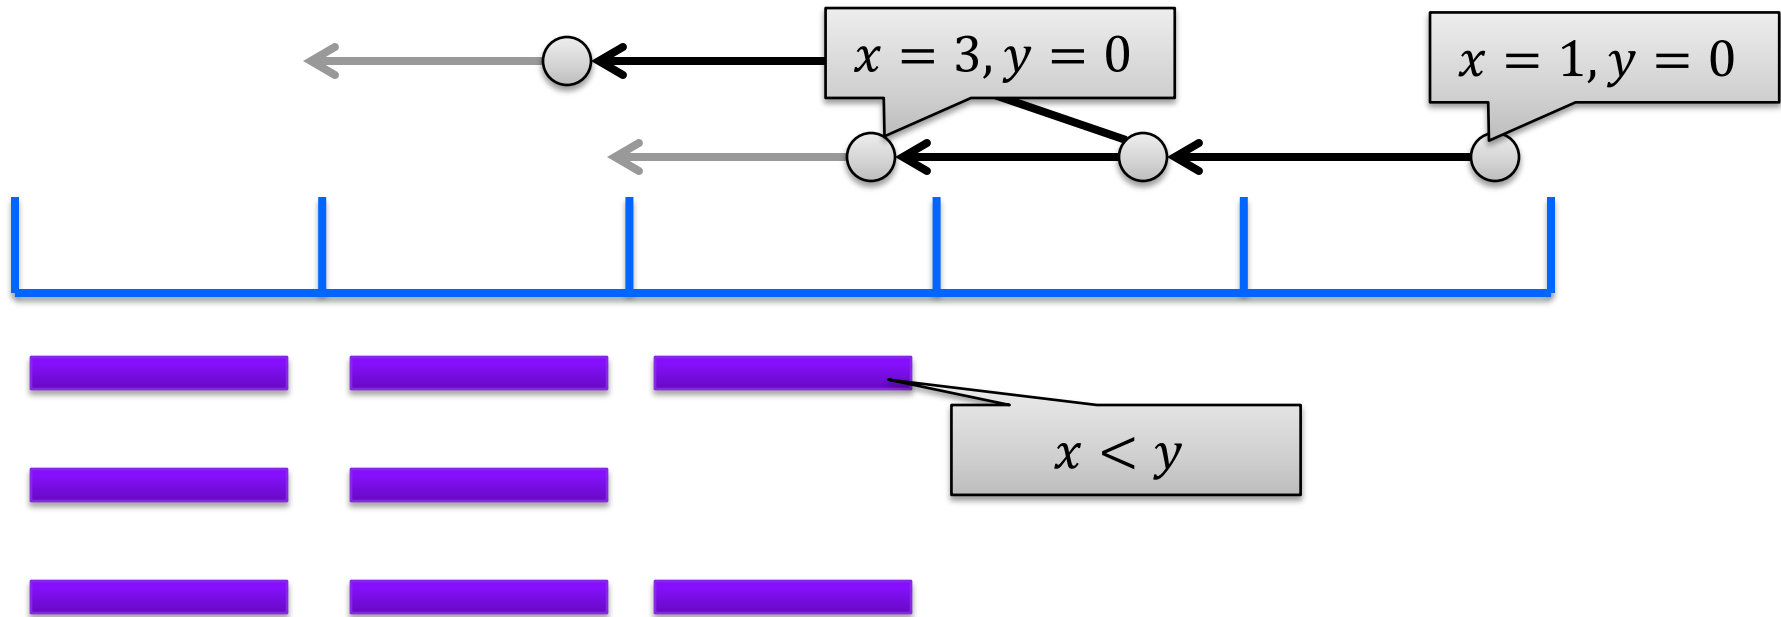 x = 3, y = 0
x = 1, y = 0
x < y